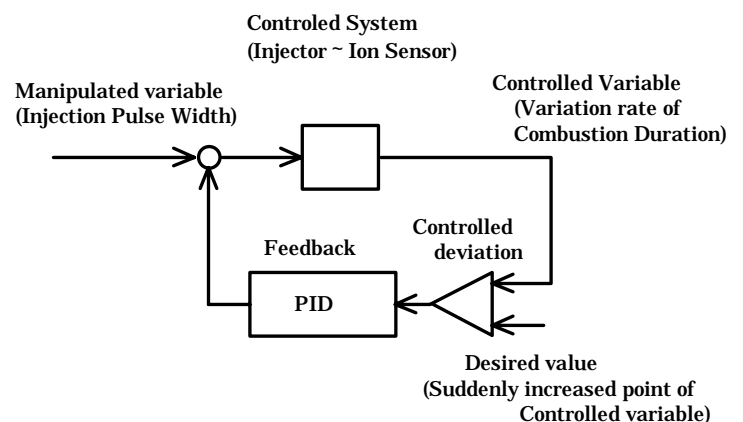 Controled System
(Injector ~ Ion Sensor)
Manipulated variable
(Injection Pulse Width)
Controlled Variable
(Variation rate of
Combustion Duration)
Controlled
deviation
Feedback
PID
Desired value
(Suddenly increased point of
Controlled variable)